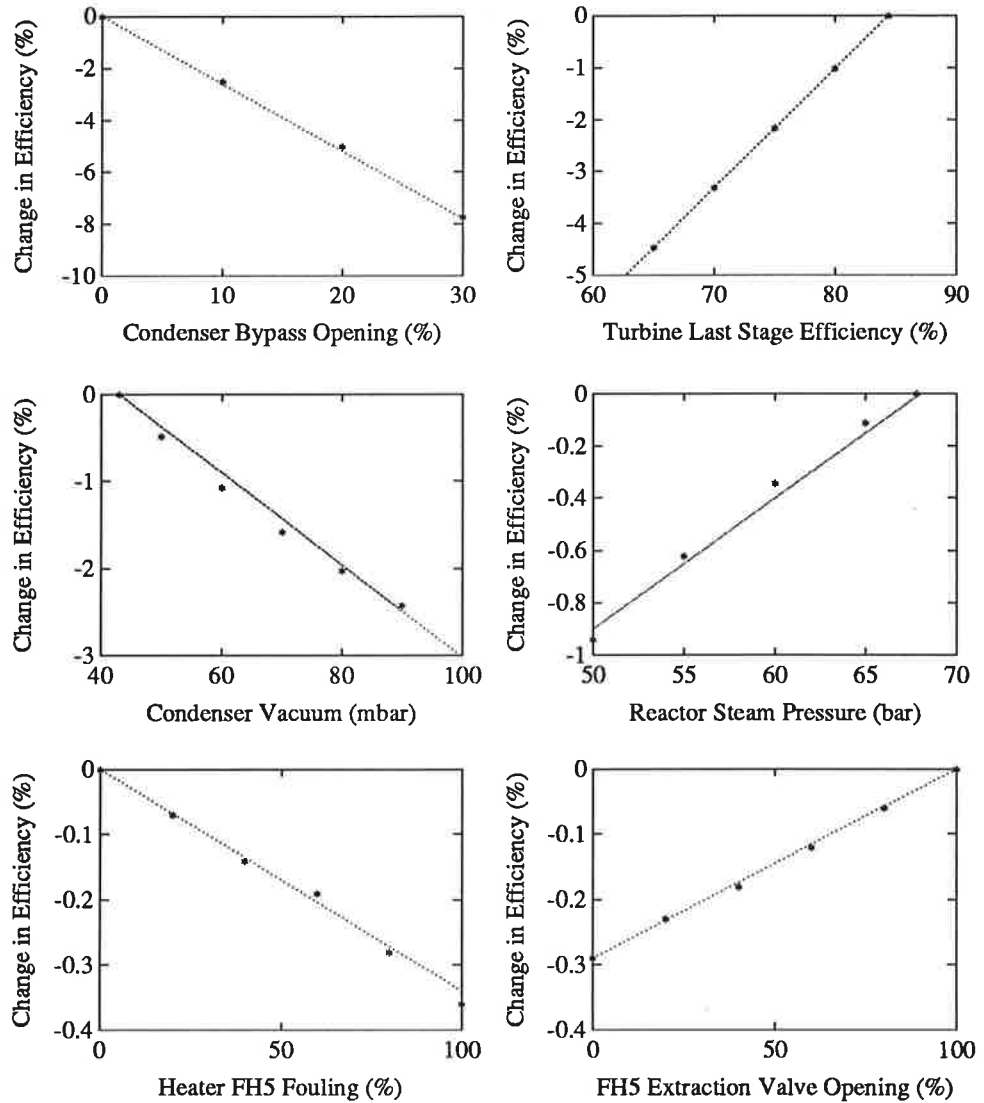 Change in Efficiency (%)
0
-2
-4
-6
-8
-10
0 10 20 30
Condenser Bypass Opening (%)
Change in Efficiency (%)
0
-1
-2
-3
-4
-5
60 70 80 90
Turbine Last Stage Efficiency (%)
Change in Efficiency (%)
0
-1
-2
-3
40 60 80 100
Condenser Vacuum (mbar)
Change in Efficiency (%)
0
-0.2
-0.4
-0.6
-0.8
-1
50 55 60 65 70
Reactor Steam Pressure (bar)
Change in Efficiency (%)
0
-0.1
-0.2
-0.3
-0.4
0 50 100
Heater FH5 Fouling (%)
Change in Efficiency (%)
0
-0.1
-0.2
-0.3
-0.4
0 50 100
FH5 Extraction Valve Opening (%)